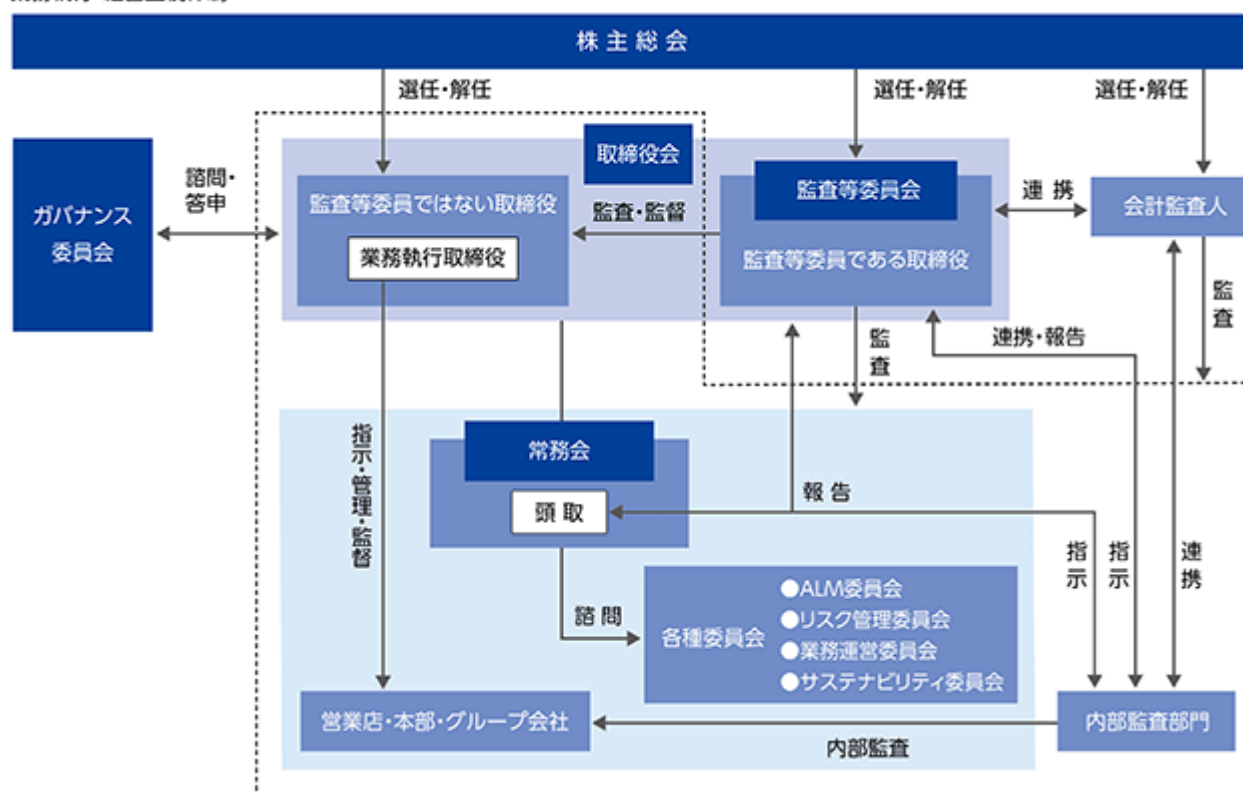 株主総会
選任・解任
選任・解任
選任・解任
取締役会
監査等委員会
ガバナンス
委員会
諮問・
答申
監査等委員ではない取締役
業務執行取締役
監査・監督
監査等委員である取締役
連携
会計監査人
監査
監査
連携・報告
指示・管理・監督
常務会
頭取
報告
指示
指示
連携
諮問
各種委員会
●ALM委員会
●リスク管理委員会
●業務運営委員会
●サステナビリティ委員会
営業店・本部・グループ会社
内部監査
内部監査部門